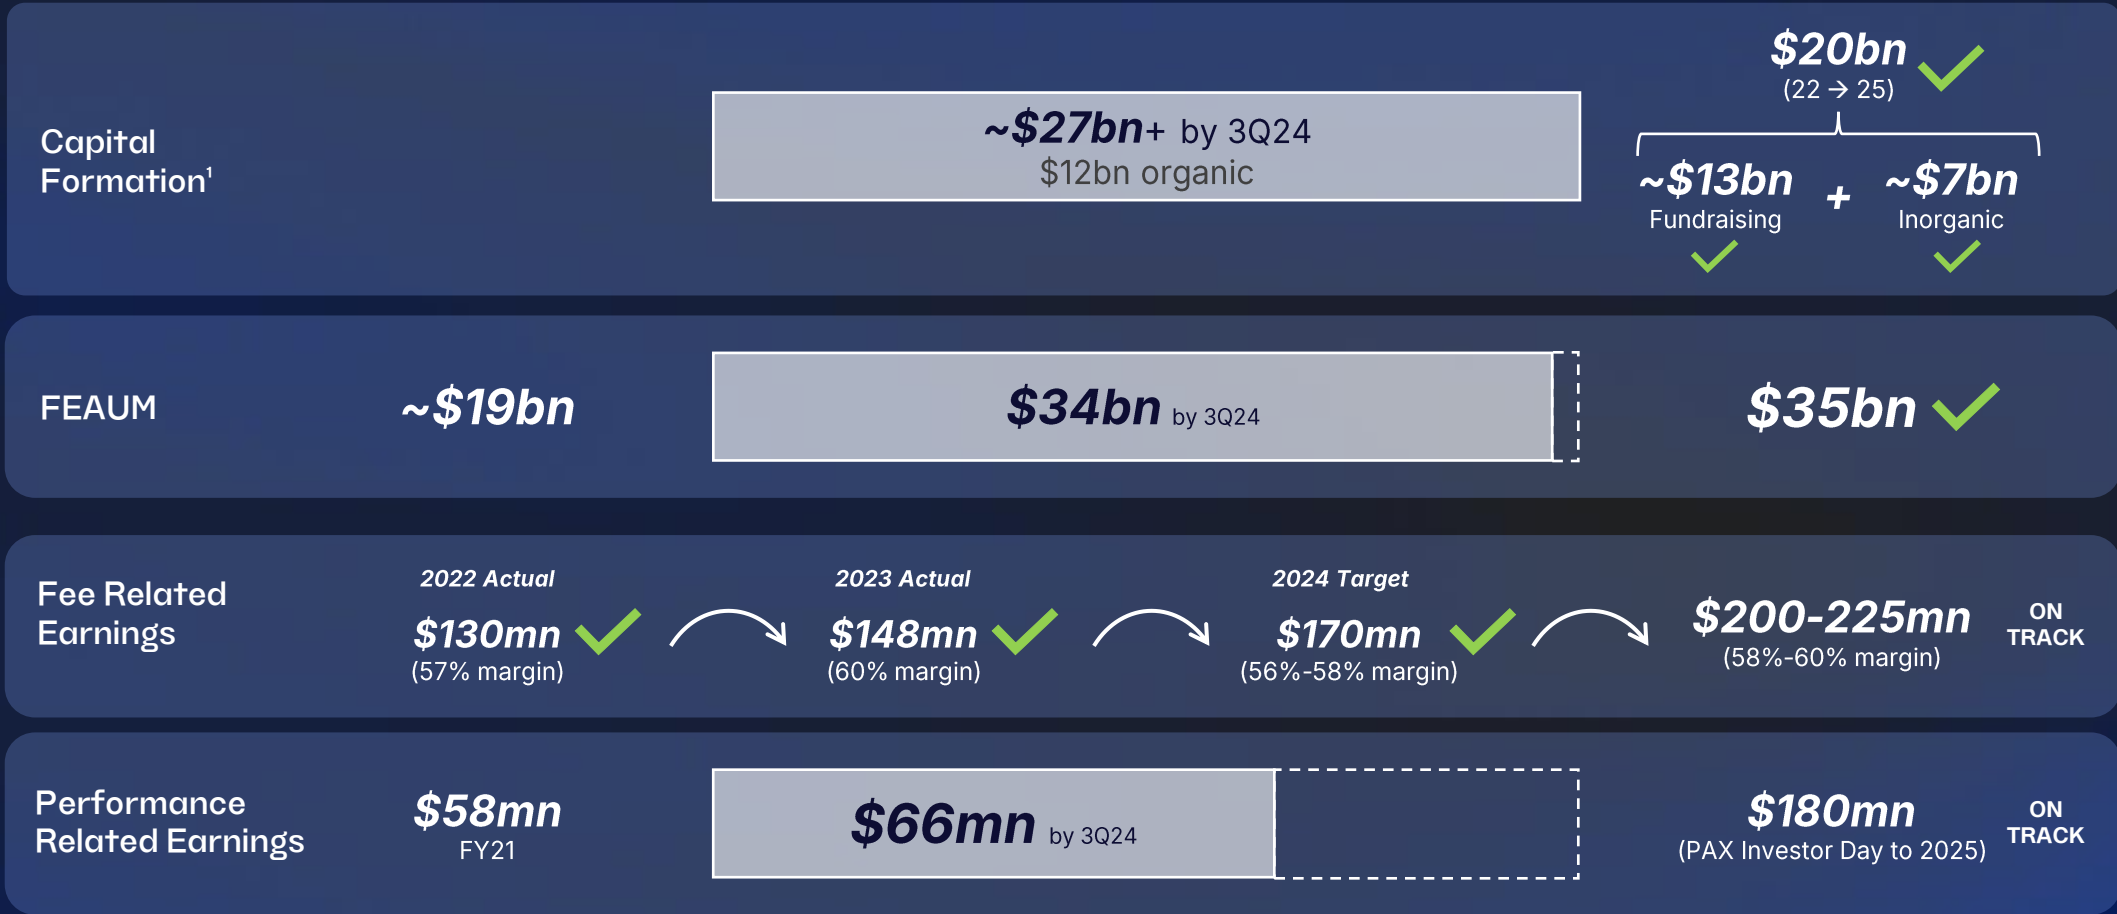 Capital
Formation¹
~$27bn+ by 3Q24
$12bn organic
$20bn
(22 → 25)
~$13bn + ~$7bn
Fundraising Inorganic
FEAUM
~$19bn
$34bn by 3Q24
$35bn
Fee Related
Earnings
2022 Actual
$130mn
(57% margin)
2023 Actual
$148mn
(60% margin)
2024 Target
$170mn
(56%-58% margin)
$200-225mn
(58%-60% margin)
ON
TRACK
Performance
Related Earnings
$58mn
FY21
$66mn by 3Q24
$180mn
(PAX Investor Day to 2025)
ON
TRACK